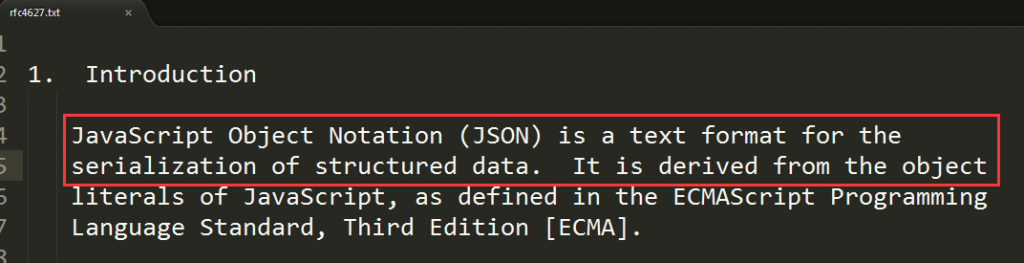 rfc4627.txt ×
1
2 1.  Introduction
3
4 JavaScript Object Notation (JSON) is a text format for the
5 serialization of structured data.  It is derived from the object
6 literals of JavaScript, as defined in the ECMAScript Programming
7 Language Standard, Third Edition [ECMA].
8